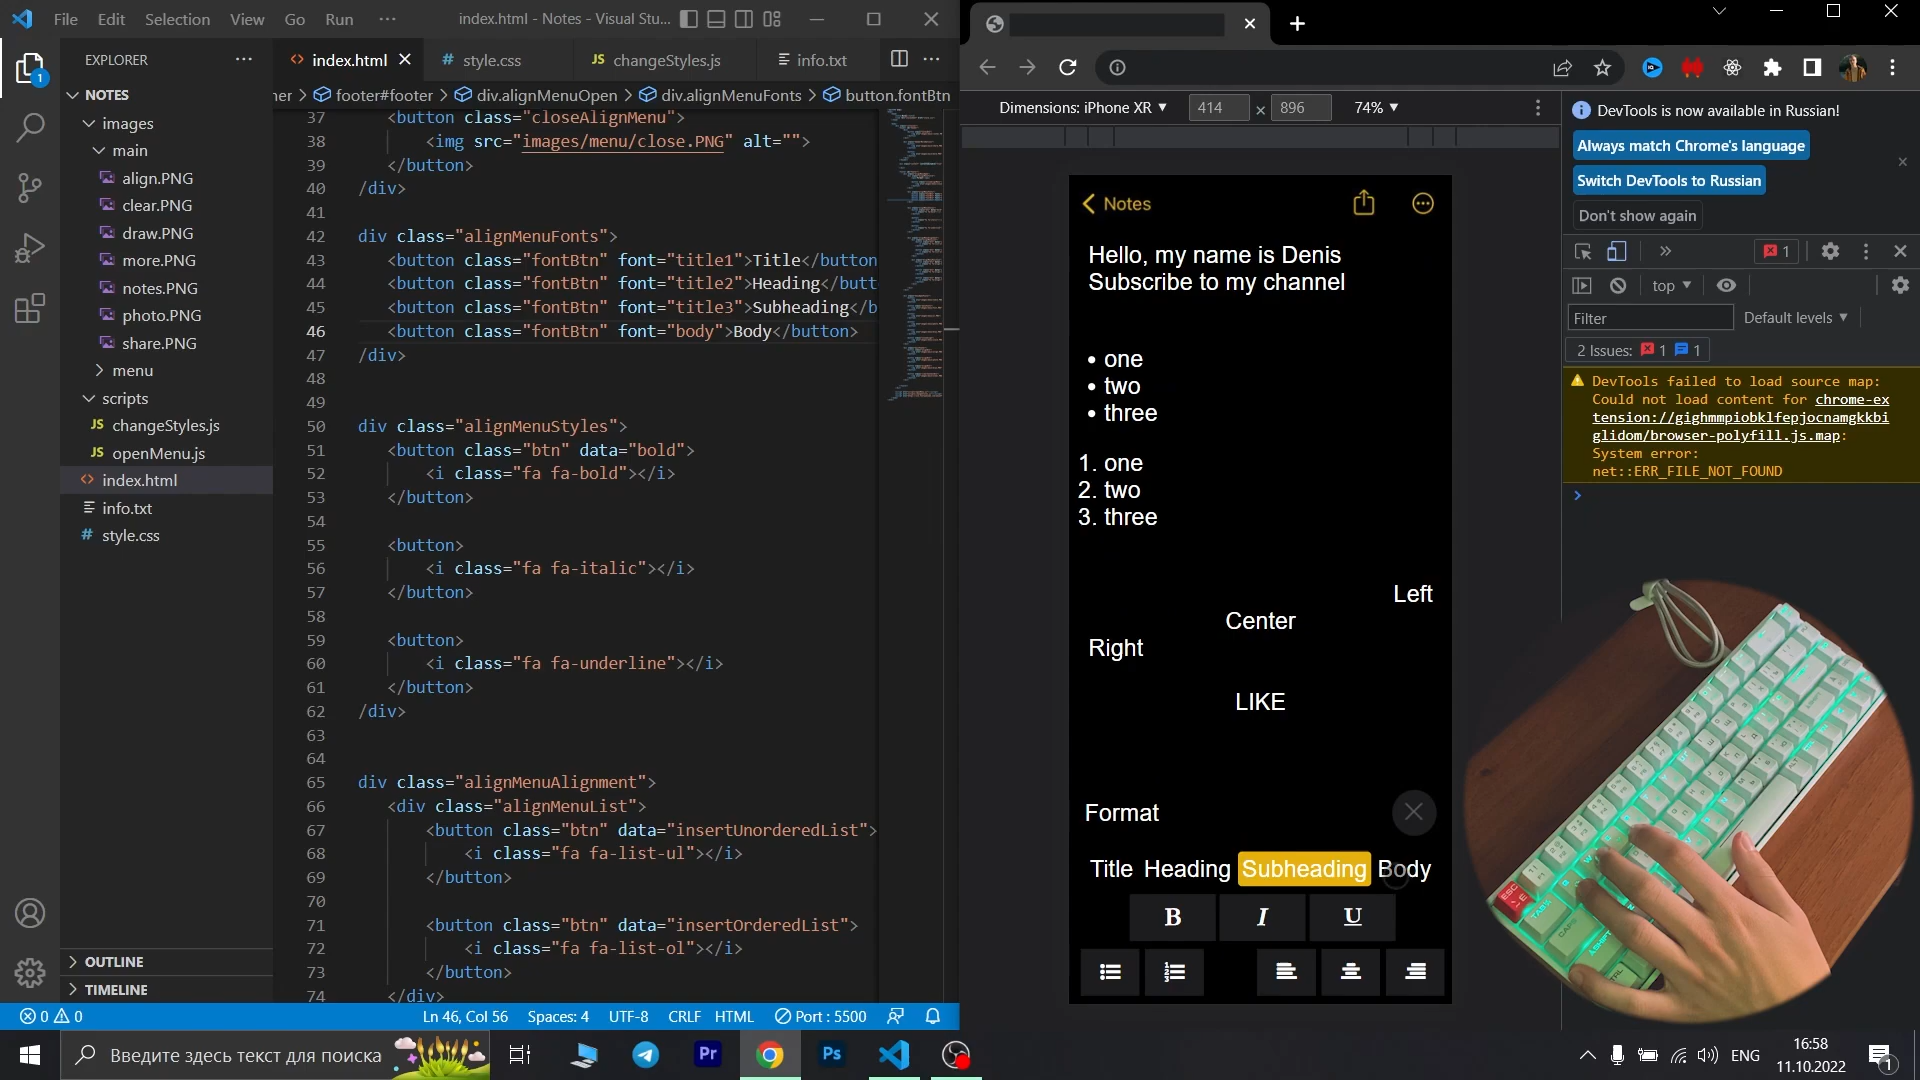 File Edit Selection View Go Run ··· index.html - Notes - Visual Stu...
EXPLORER ···
NOTES
images
main
align.PNG
clear.PNG
draw.PNG
more.PNG
notes.PNG
photo.PNG
share.PNG
menu
scripts
JS changeStyles.js
JS openMenu.js
<> index.html
info.txt
# style.css
OUTLINE
TIMELINE
1
<> index.html
# style.css
JS changeStyles.js
info.txt
ner > footer#footer > div.alignMenuOpen > div.alignMenuFonts > button.fontBtn
37 <button class="closeAlignMenu">
38 <img src="images/menu/close.PNG" alt="">
39 </button>
40 /div>
41
42 div class="alignMenuFonts">
43 <button class="fontBtn" font="title1">Title</button
44 <button class="fontBtn" font="title2">Heading</butt
45 <button class="fontBtn" font="title3">Subheading</b
46 <button class="fontBtn" font="body">Body</button>
47 /div>
48
49
50 div class="alignMenuStyles">
51 <button class="btn" data="bold">
52 <i class="fa fa-bold"></i>
53 </button>
54
55 <button>
56 <i class="fa fa-italic"></i>
57 </button>
58
59 <button>
60 <i class="fa fa-underline"></i>
61 </button>
62 /div>
63
64
65 div class="alignMenuAlignment">
66 <div class="alignMenuList">
67 <button class="btn" data="insertUnorderedList">
68 <i class="fa fa-list-ul"></i>
69 </button>
70
71 <button class="btn" data="insertOrderedList">
72 <i class="fa fa-list-ol"></i>
73 </button>
74 </div>
0 0 Ln 46, Col 56 Spaces: 4 UTF-8 CRLF HTML Port : 5500
Dimensions: iPhone XR 414 × 896 74%
Notes
Hello, my name is Denis
Subscribe to my channel
• one
• two
• three
1. one
2. two
3. three
Left
Center
Right
LIKE
Format
Title Heading Subheading Body
B I U
DevTools is now available in Russian!
Always match Chrome's language
Switch DevTools to Russian
Don't show again
1
top
Filter Default levels
2 Issues: 1 1
DevTools failed to load source map:
Could not load content for chrome-ex
tension://gighmmpiobklfepjocnamgkkbi
glidom/browser-polyfill.js.map:
System error:
net::ERR_FILE_NOT_FOUND
ESC
TAB
CAPS
Введите здесь текст для поиска
Pr
Ps
ENG
16:58
11.10.2022
1